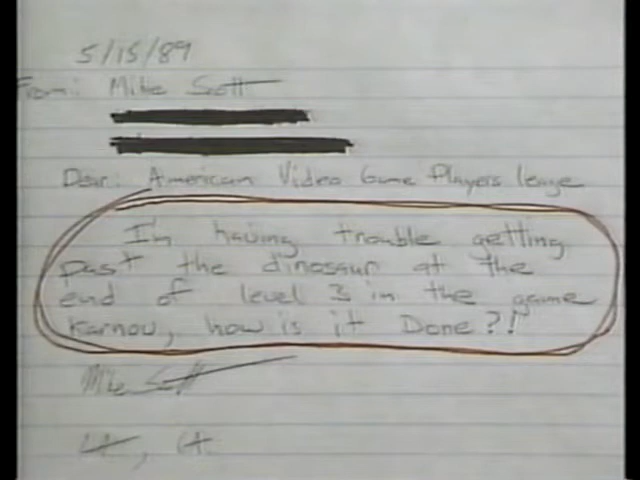 5/15/89
From: Mike Scott
Dear: American Video Game Players leage
I'm having trouble getting
past the dinosaur at the
end of level 3 in the game
Karnov, how is it Done?!
Mike Scott